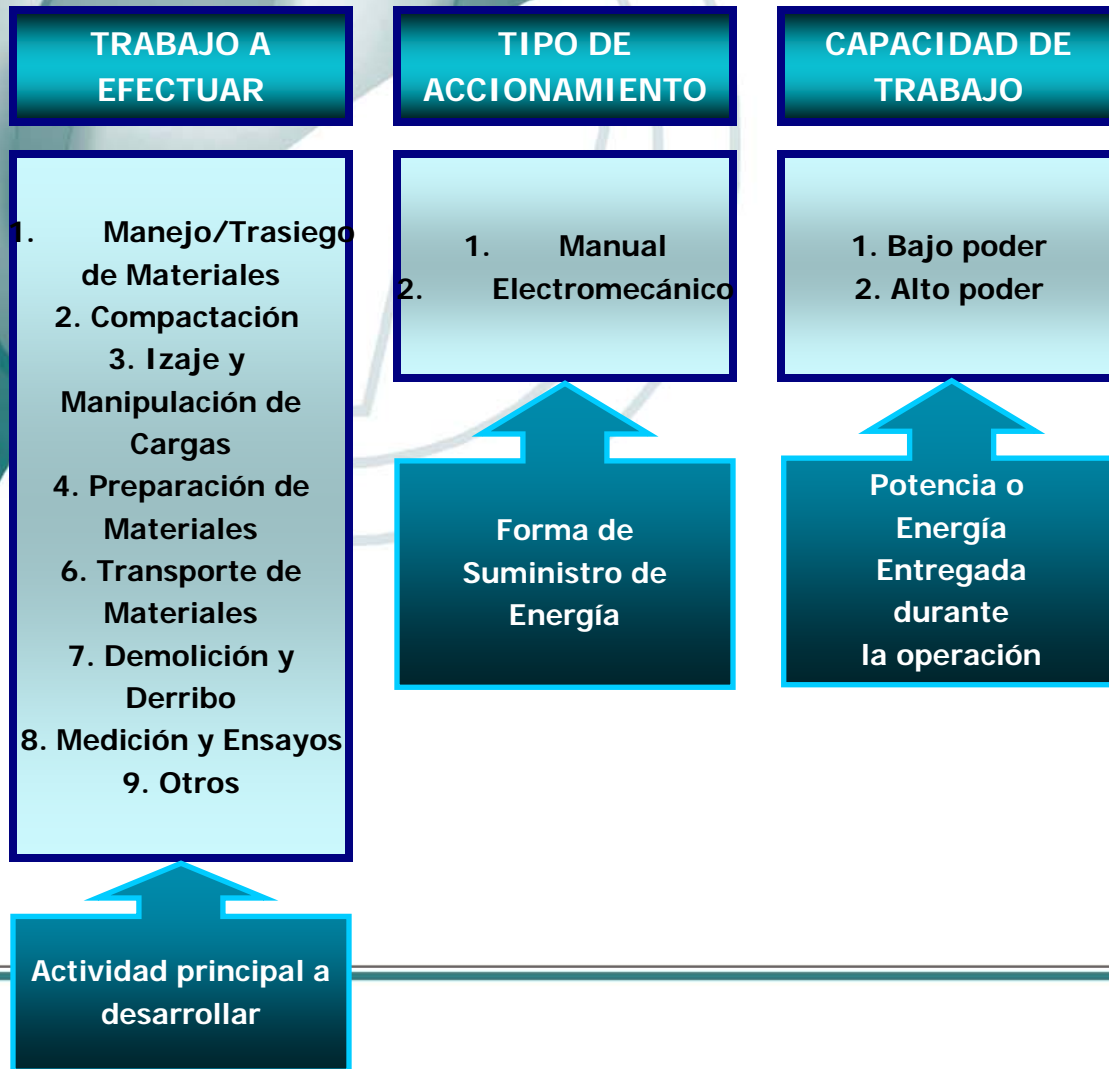 TRABAJO A
EFECTUAR
1. Manejo/Trasiego
de Materiales
2. Compactación
3. Izaje y
Manipulación de
Cargas
4. Preparación de
Materiales
6. Transporte de
Materiales
7. Demolición y
Derribo
8. Medición y Ensayos
9. Otros
Actividad principal a
desarrollar
TIPO DE
ACCIONAMIENTO
1. Manual
2. Electromecánico
Forma de
Suministro de
Energía
CAPACIDAD DE
TRABAJO
1. Bajo poder
2. Alto poder
Potencia o
Energía
Entregada
durante
la operación